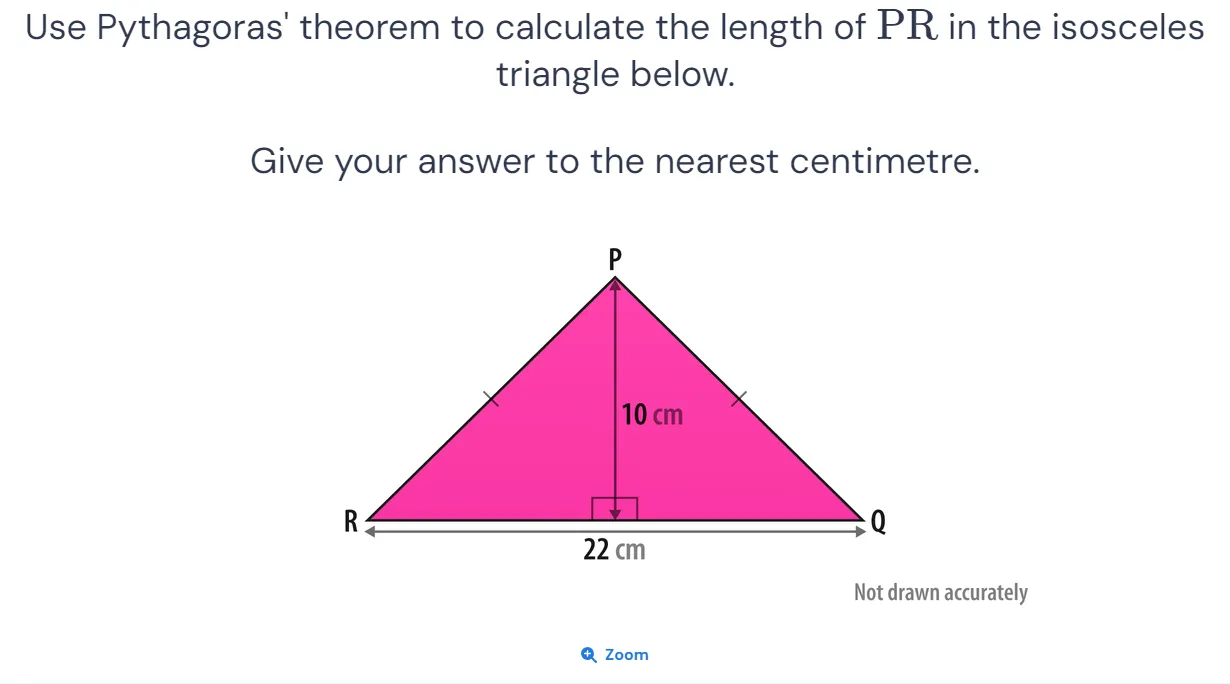 Use Pythagoras' theorem to calculate the length of PR in the isosceles
triangle below.
Give your answer to the nearest centimetre.
P
10 cm
R
Q
22 cm
Not drawn accurately
Zoom